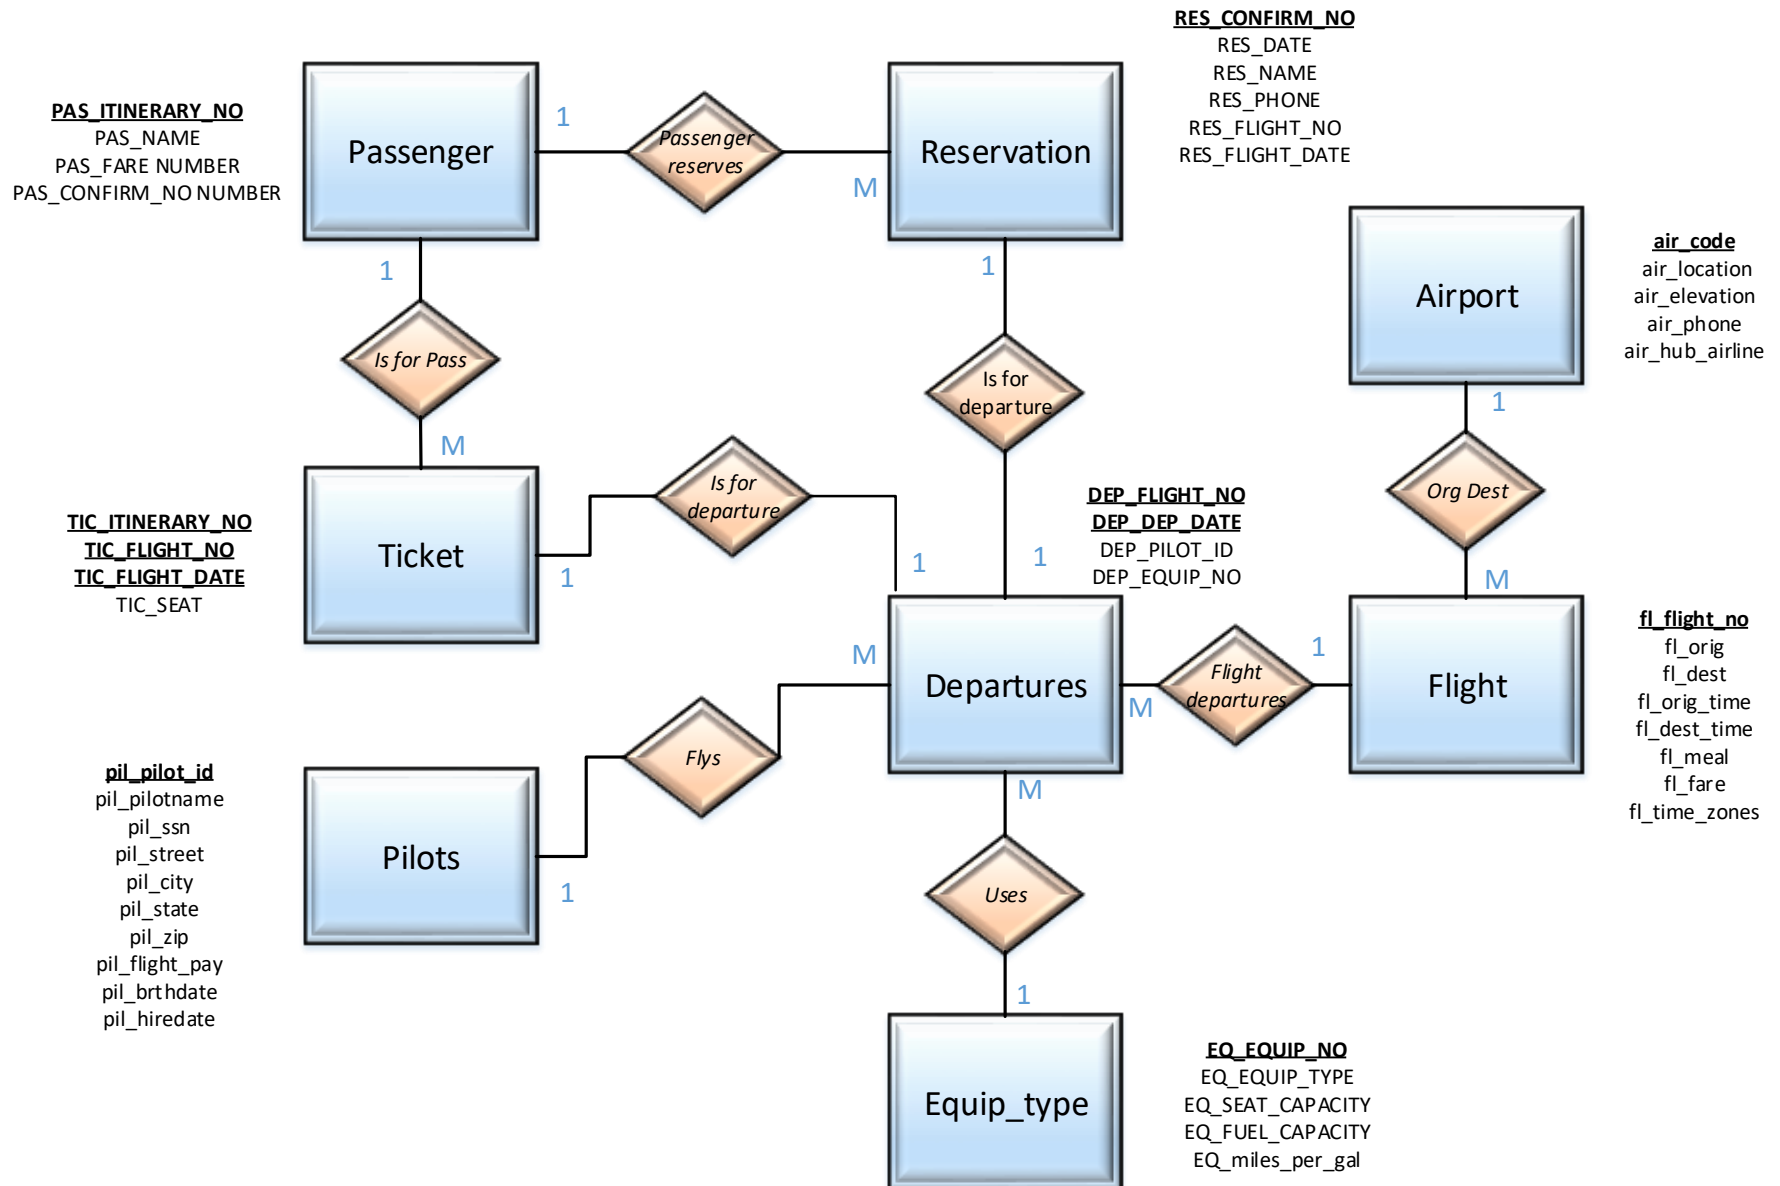 RES_CONFIRM_NO
RES_DATE
RES_NAME
RES_PHONE
RES_FLIGHT_NO
RES_FLIGHT_DATE
PAS_ITINERARY_NO
PAS_NAME
PAS_FARE NUMBER
PAS_CONFIRM_NO NUMBER
Passenger
1
Passenger
reserves
M
Reservation
air_code
air_location
air_elevation
air_phone
air_hub_airline
Airport
1
Is for Pass
M
1
Is for
departure
1
1
Org Dest
M
TIC_ITINERARY_NO
TIC_FLIGHT_NO
TIC_FLIGHT_DATE
TIC_SEAT
Ticket
1
Is for
departure
1
DEP_FLIGHT_NO
DEP_DEP_DATE
DEP_PILOT_ID
DEP_EQUIP_NO
Departures
M
Flight
departures
1
Flight
fl_flight_no
fl_orig
fl_dest
fl_orig_time
fl_dest_time
fl_meal
fl_fare
fl_time_zones
M
Flys
1
pil_pilot_id
pil_pilotname
pil_ssn
pil_street
pil_city
pil_state
pil_zip
pil_flight_pay
pil_brthdate
pil_hiredate
Pilots
M
Uses
1
Equip_type
EQ_EQUIP_NO
EQ_EQUIP_TYPE
EQ_SEAT_CAPACITY
EQ_FUEL_CAPACITY
EQ_miles_per_gal